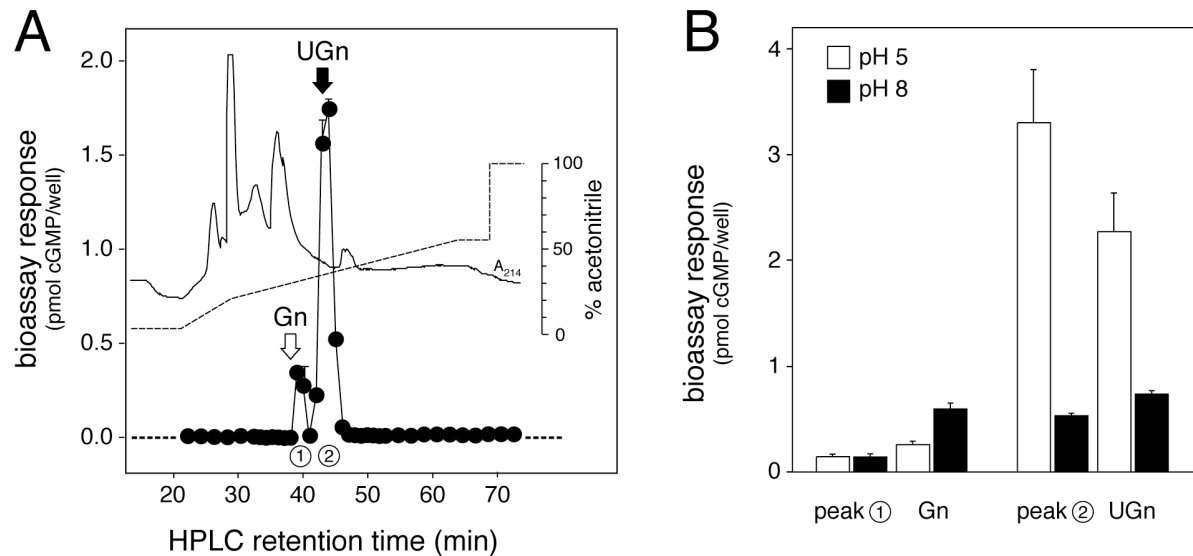 A
2.0
1.5
1.0
0.5
0.0
bioassay response
(pmol cGMP/well)
UGn
Gn
A214
100
50
0
% acetonitrile
① ②
20 30 40 50 60 70
HPLC retention time (min)
B
4
3
2
1
0
bioassay response
(pmol cGMP/well)
pH 5
pH 8
peak ① Gn peak ② UGn